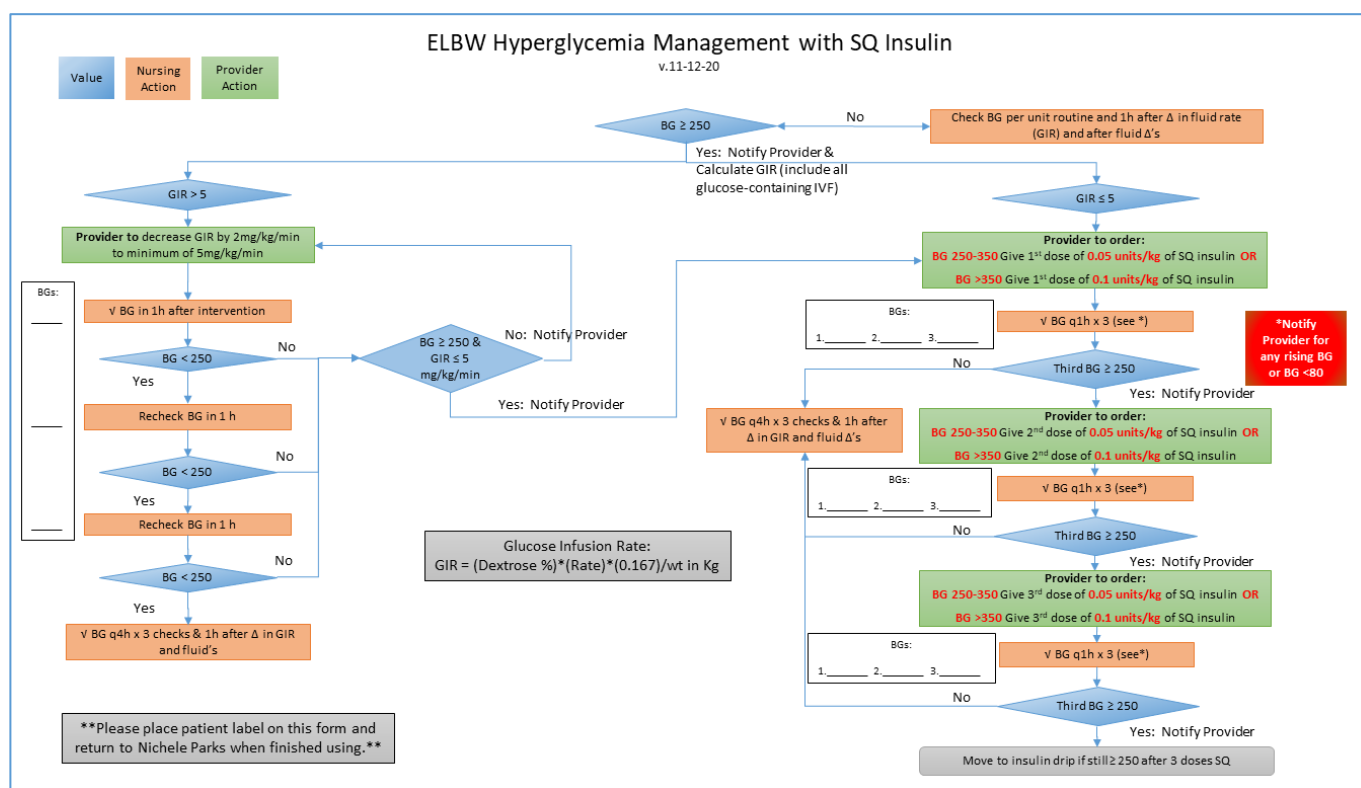 ELBW Hyperglycemia Management with SQ Insulin
v.11-12-20
Value
Nursing
Action
Provider
Action
BG ≥ 250
No
Check BG per unit routine and 1h after Δ in fluid rate
(GIR) and after fluid Δ's
Yes: Notify Provider &
Calculate GIR (include all
glucose-containing IVF)
GIR > 5
GIR ≤ 5
Provider to decrease GIR by 2mg/kg/min
to minimum of 5mg/kg/min
BGs:
√ BG in 1h after intervention
BG < 250
No
Yes
Recheck BG in 1 h
BG < 250
No
Yes
Recheck BG in 1 h
BG < 250
No
Yes
√ BG q4h x 3 checks & 1h after Δ in GIR
and fluid's
BG ≥ 250 &
GIR ≤ 5
mg/kg/min
No: Notify Provider
Yes: Notify Provider
Provider to order:
BG 250-350 Give 1st dose of 0.05 units/kg of SQ insulin OR
BG >350 Give 1st dose of 0.1 units/kg of SQ insulin
√ BG q1h x 3 (see *)
BGs:
1.______ 2.______ 3.______
*Notify
Provider for
any rising BG
or BG <80
Third BG ≥ 250
No
Yes: Notify Provider
√ BG q4h x 3 checks & 1h after
Δ in GIR and fluid Δ's
Provider to order:
BG 250-350 Give 2nd dose of 0.05 units/kg of SQ insulin OR
BG >350 Give 2nd dose of 0.1 units/kg of SQ insulin
√ BG q1h x 3 (see*)
BGs:
1.______ 2.______ 3.______
Third BG ≥ 250
No
Yes: Notify Provider
Provider to order:
BG 250-350 Give 3rd dose of 0.05 units/kg of SQ insulin OR
BG >350 Give 3rd dose of 0.1 units/kg of SQ insulin
√ BG q1h x 3 (see*)
BGs:
1.______ 2.______ 3.______
Third BG ≥ 250
No
Yes: Notify Provider
Move to insulin drip if still ≥ 250 after 3 doses SQ
Glucose Infusion Rate:
GIR = (Dextrose %)*(Rate)*(0.167)/wt in Kg
**Please place patient label on this form and
return to Nichele Parks when finished using.**